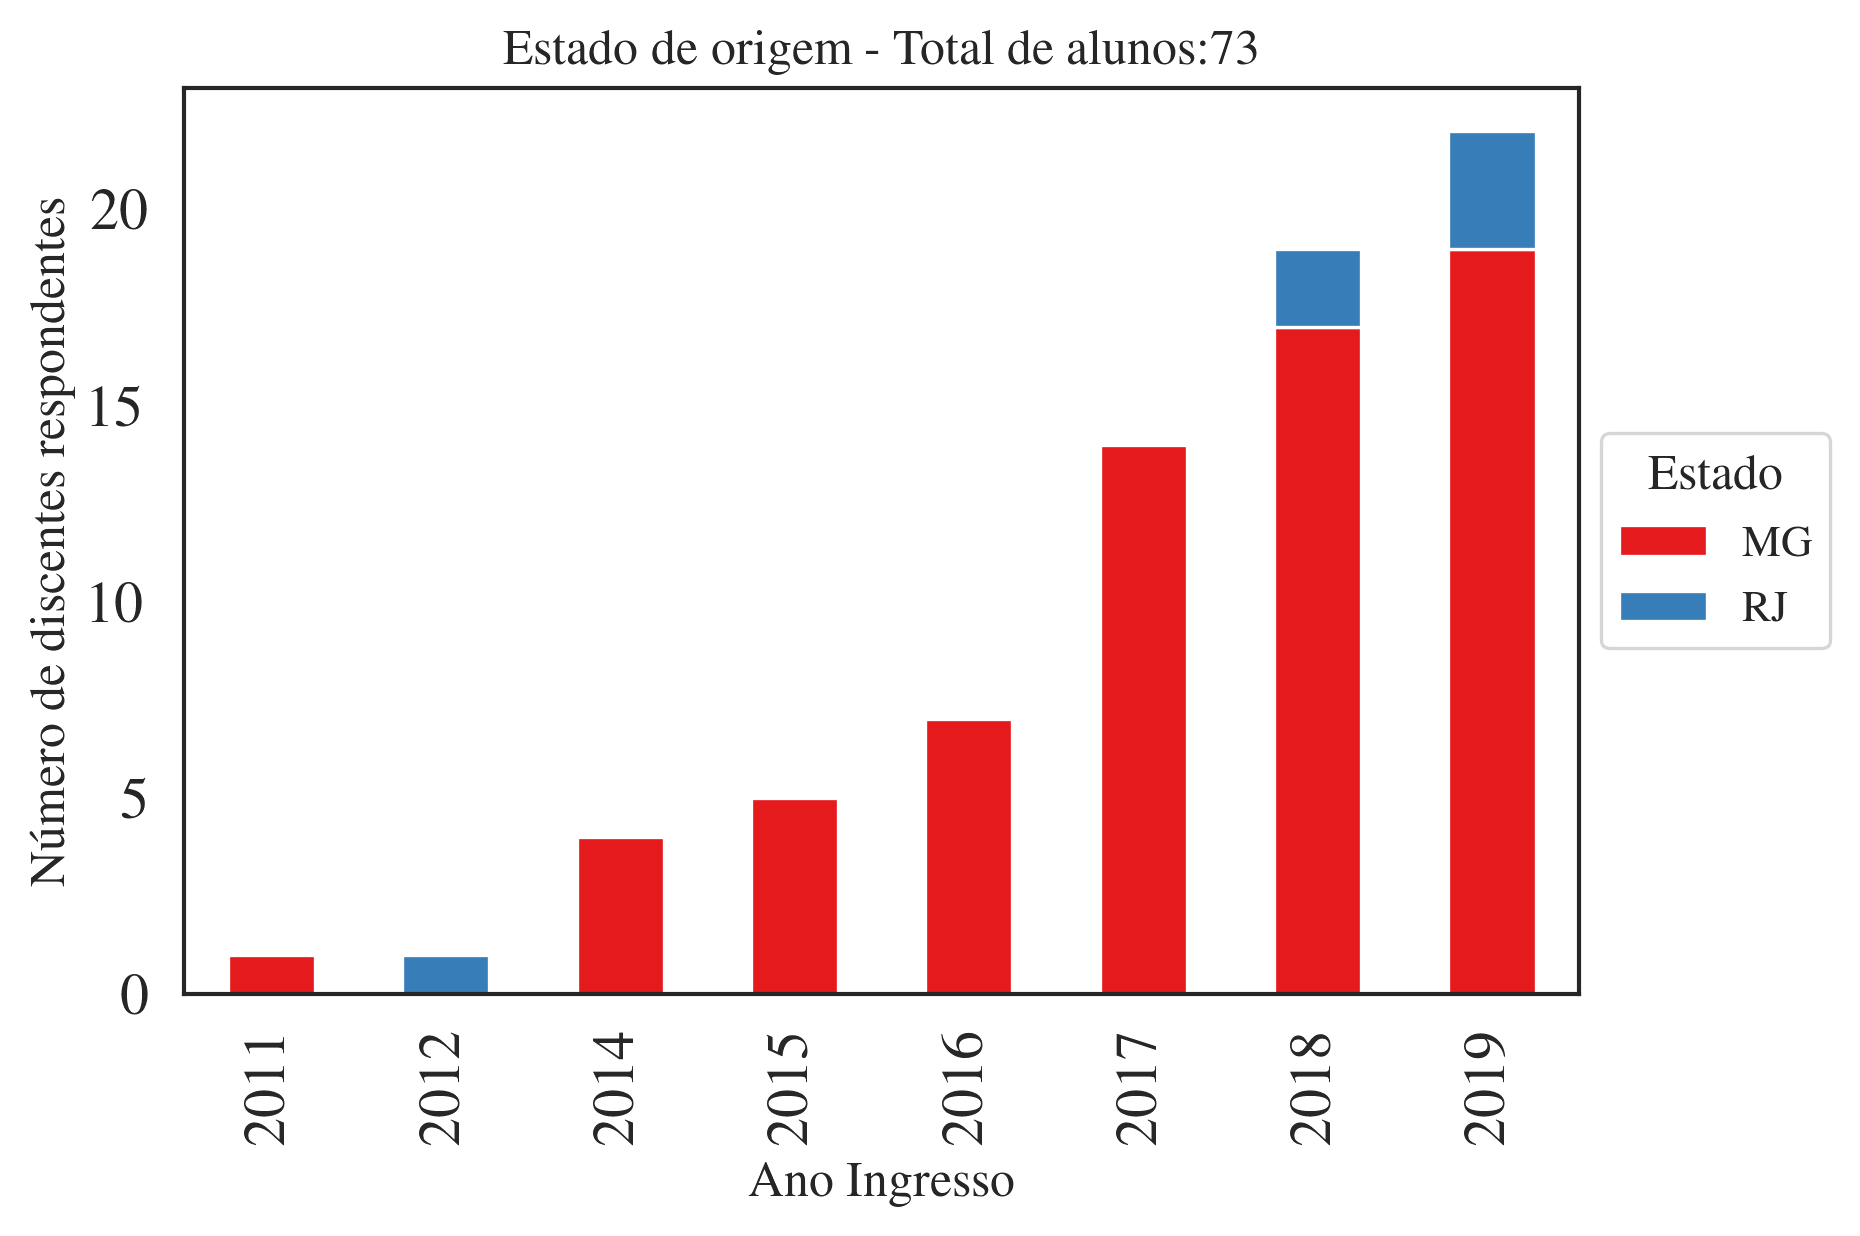 Estado de origem - Total de alunos:73
Número de discentes respondentes
20
15
10
5
0
2011
2012
2014
2015
2016
2017
2018
2019
Ano Ingresso
Estado
MG
RJ